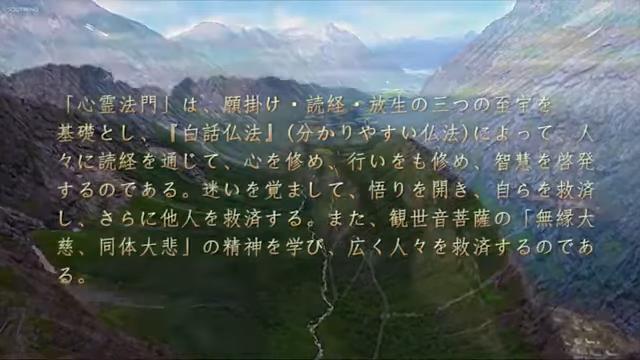 「心霊法門」は、願掛け・読経・放生の三つの至宝を
基礎とし、『白話仏法』(分かりやすい仏法)によって、人
々に読経を通じて、心を修め、行いをも修め、智慧を啓発
するのである。迷いを覚まして、悟りを開き、自らを救済
し、さらに他人を救済する。また、観世音菩薩の「無縁大
慈、同体大悲」の精神を学び、広く人々を救済するのであ
る。